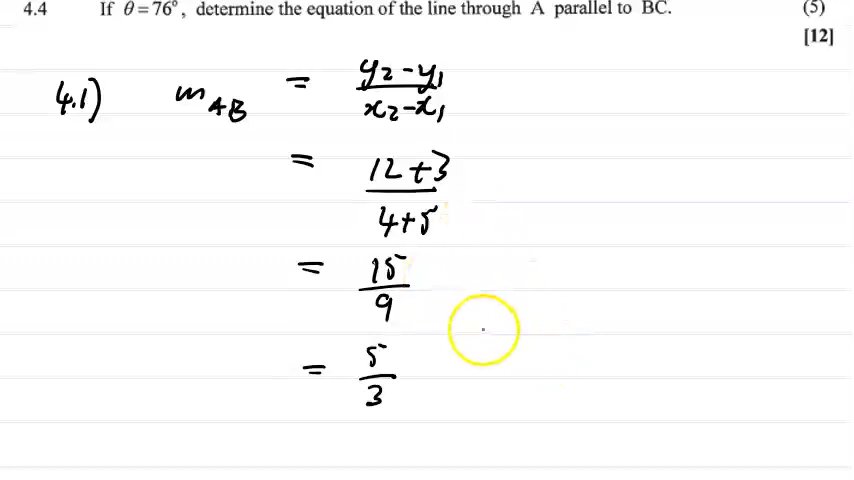 4.4 If θ = 76°, determine the equation of the line through A parallel to BC. (5)
[12]
4.1) m_AB = (y₂ - y₁)/(x₂ - x₁)
= (12 + 3)/(4 + 5)
= 15/9
= 5/3